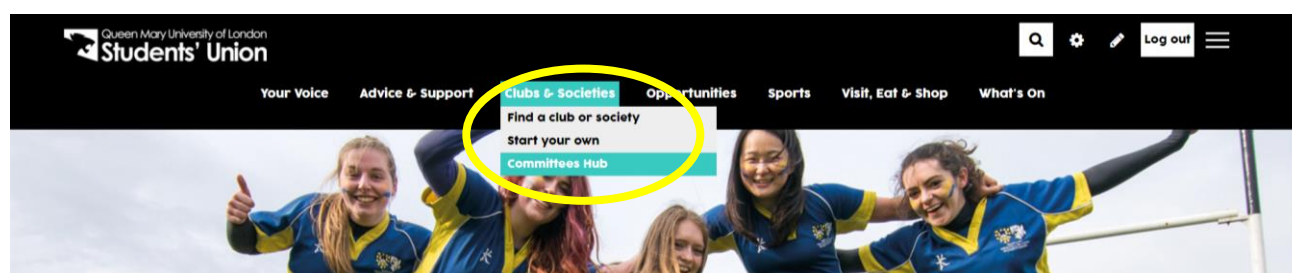 Queen Mary University of London
Students' Union
Log out
Your Voice Advice & Support Clubs & Societies Opportunities Sports Visit, Eat & Shop What's On
Find a club or society
Start your own
Committees Hub